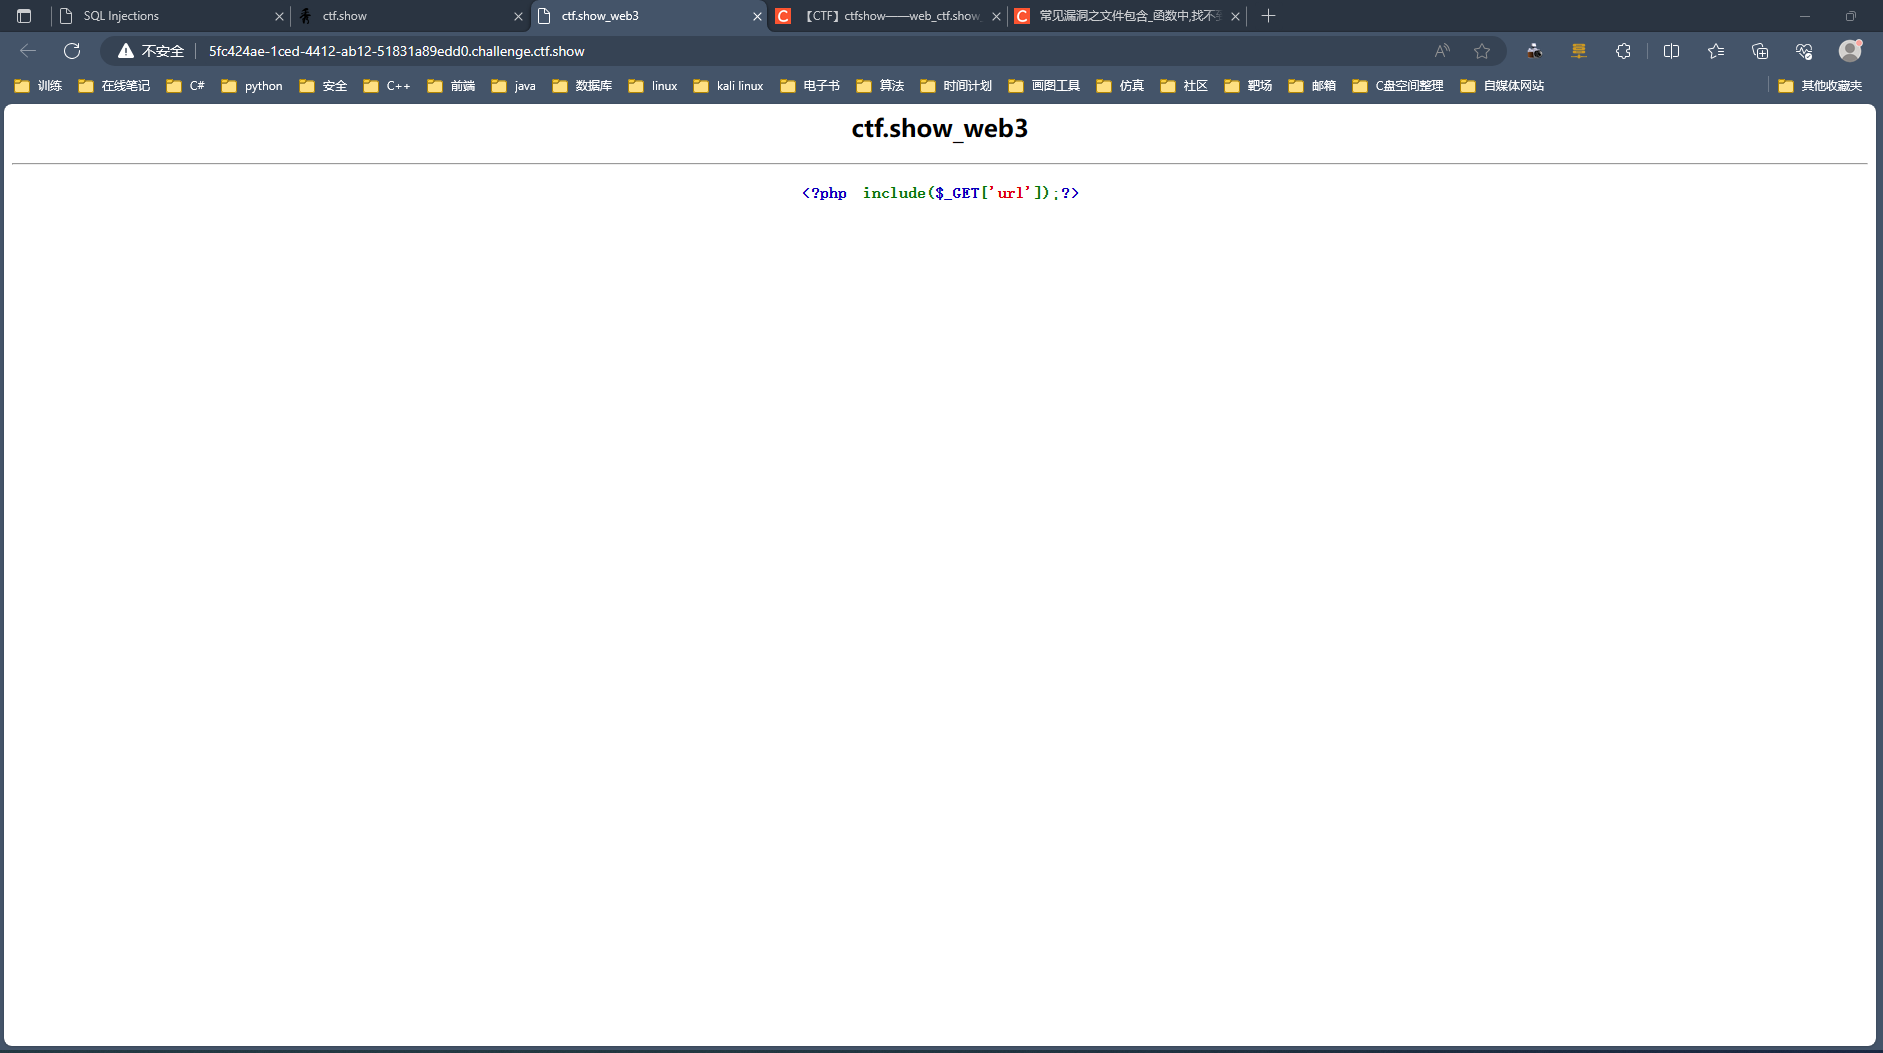 SQL Injections
ctf.show
ctf.show_web3
【CTF】ctfshow——web_ctf.show_
常见漏洞之文件包含_函数中,找不到
不安全
5fc424ae-1ced-4412-ab12-51831a89edd0.challenge.ctf.show
训练 在线笔记 C# python 安全 C++ 前端 java 数据库 linux kali linux 电子书 算法 时间计划 画图工具 仿真 社区 靶场 邮箱 C盘空间整理 自媒体网站 其他收藏夹
ctf.show_web3
<?php  include($_GET['url']);?>